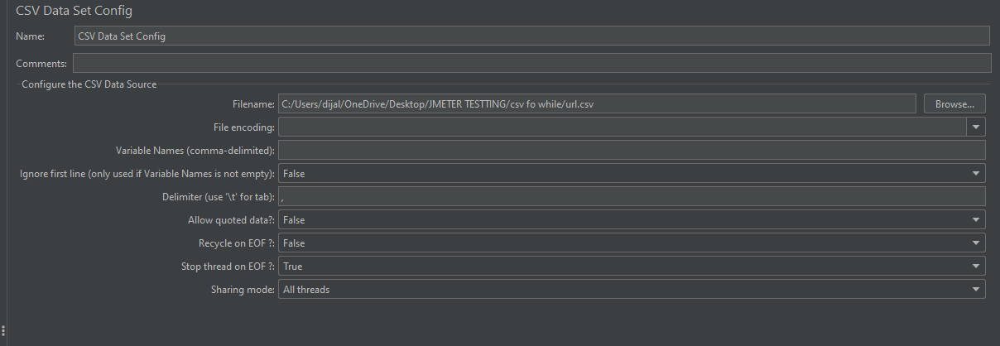 CSV Data Set Config
Name: CSV Data Set Config
Comments:
Configure the CSV Data Source
Filename: C:/Users/dijal/OneDrive/Desktop/JMETER TESTTING/csv fo while/url.csv Browse...
File encoding:
Variable Names (comma-delimited):
Ignore first line (only used if Variable Names is not empty): False
Delimiter (use '\t' for tab): ,
Allow quoted data?: False
Recycle on EOF ?: False
Stop thread on EOF ?: True
Sharing mode: All threads